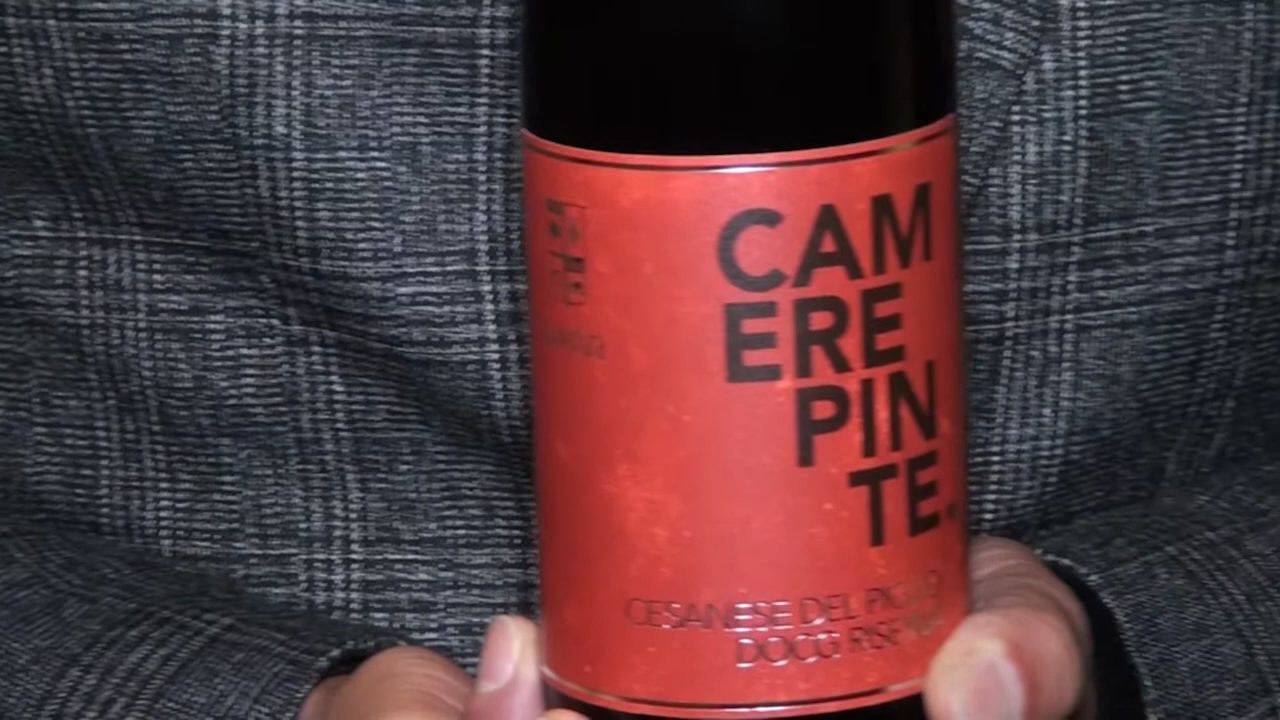 CAM
ERE
PIN
TE.
CESANESE DEL PIGLIO
DOCG RISERVA